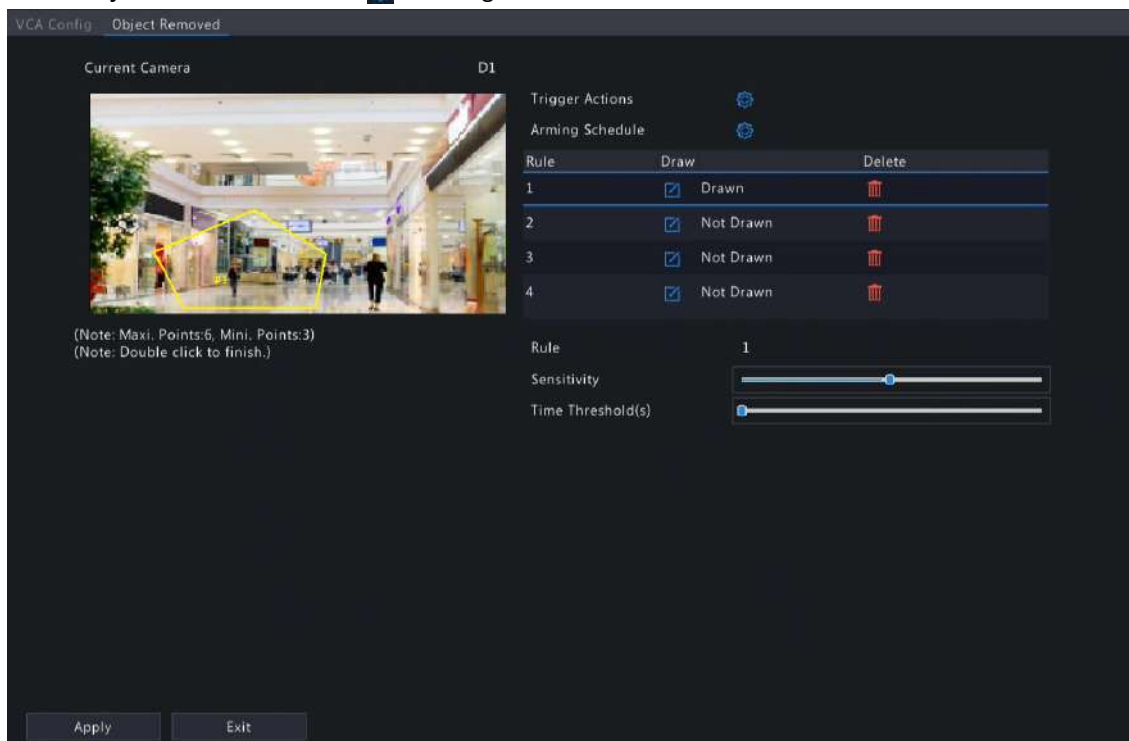 VCA Config Object Removed
Current Camera D1
(Note: Maxi. Points:6, Mini. Points:3)
(Note: Double click to finish.)
Trigger Actions
Arming Schedule
Rule Draw Delete
1 Drawn
2 Not Drawn
3 Not Drawn
4 Not Drawn
Rule 1
Sensitivity
Time Threshold(s)
Apply Exit